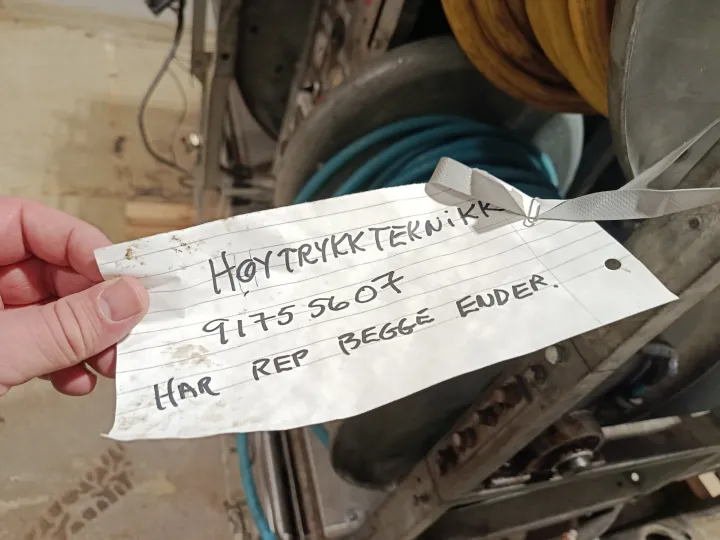 HØYTRYKKTEKNiKK
91755607
HAR REP BEGGE ENDER.